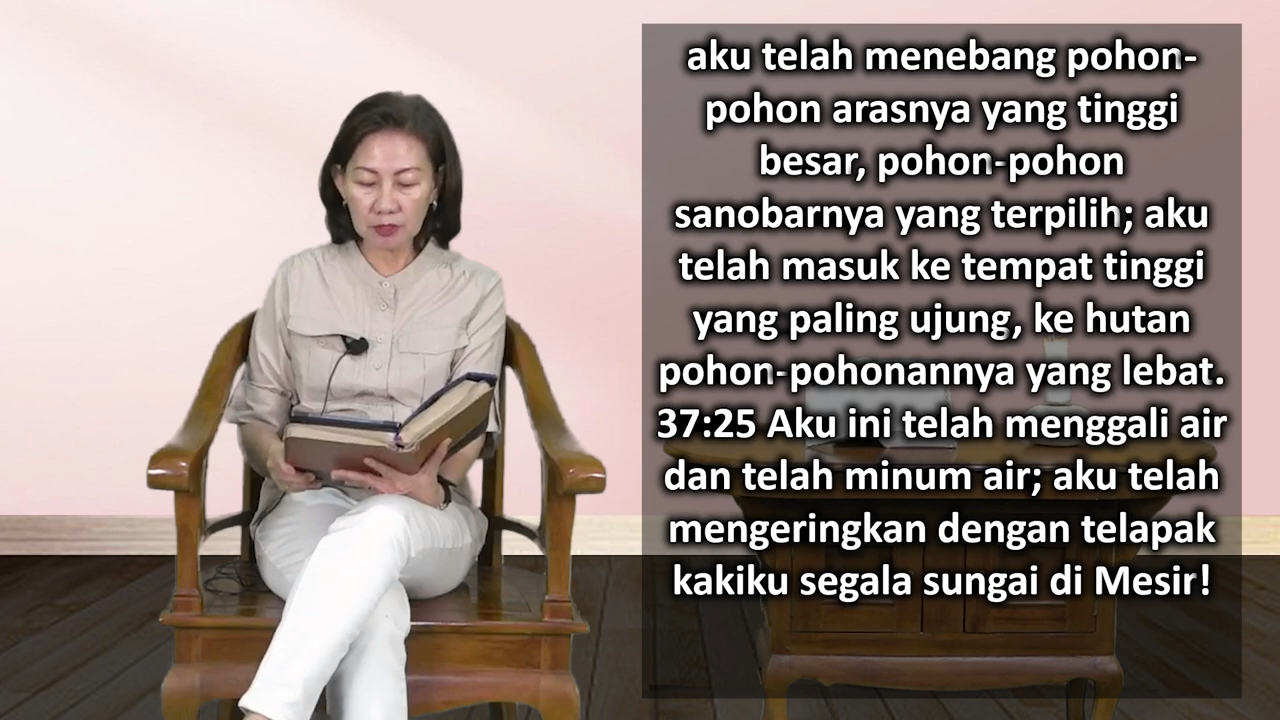 aku telah menebang pohon-
pohon arasnya yang tinggi
besar, pohon-pohon
sanobarnya yang terpilih; aku
telah masuk ke tempat tinggi
yang paling ujung, ke hutan
pohon-pohonannya yang lebat.
37:25 Aku ini telah menggali air
dan telah minum air; aku telah
mengeringkan dengan telapak
kakiku segala sungai di Mesir!